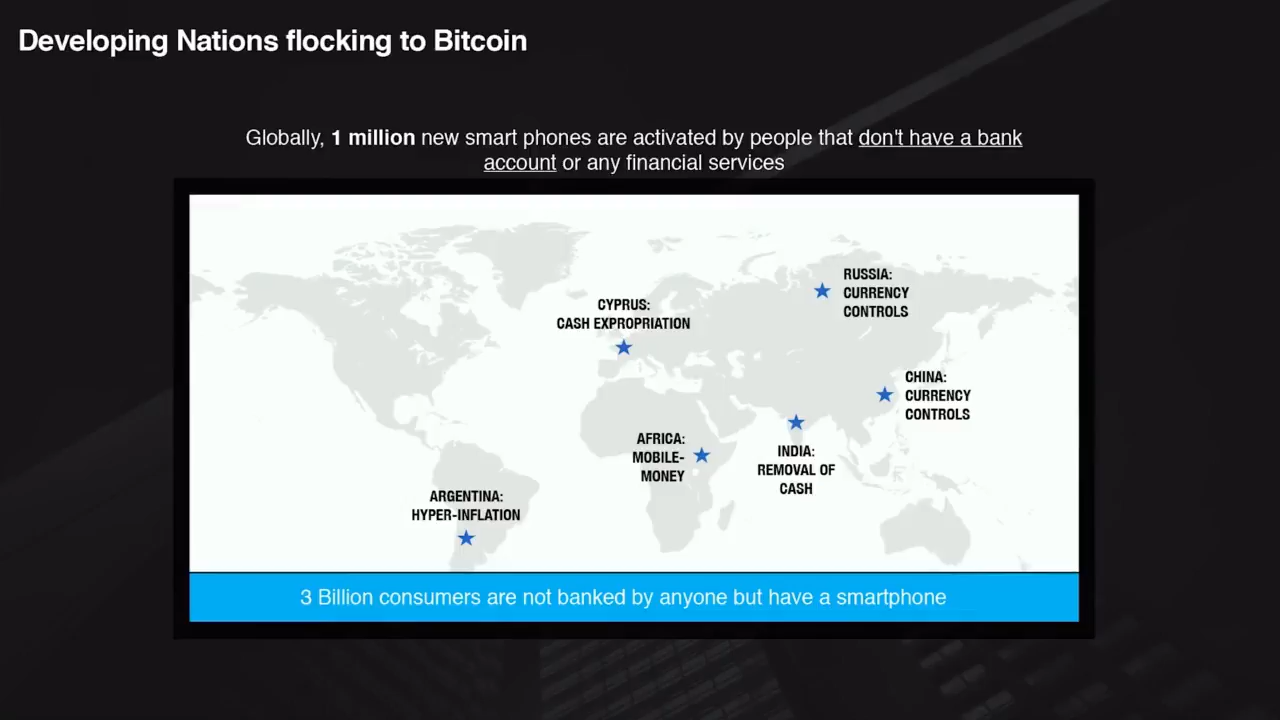 Developing Nations flocking to Bitcoin
Globally, 1 million new smart phones are activated by people that don't have a bank
account or any financial services
RUSSIA:
CURRENCY
CONTROLS
CYPRUS:
CASH EXPROPRIATION
CHINA:
CURRENCY
CONTROLS
AFRICA:
MOBILE-
MONEY
INDIA:
REMOVAL OF
CASH
ARGENTINA:
HYPER-INFLATION
3 Billion consumers are not banked by anyone but have a smartphone